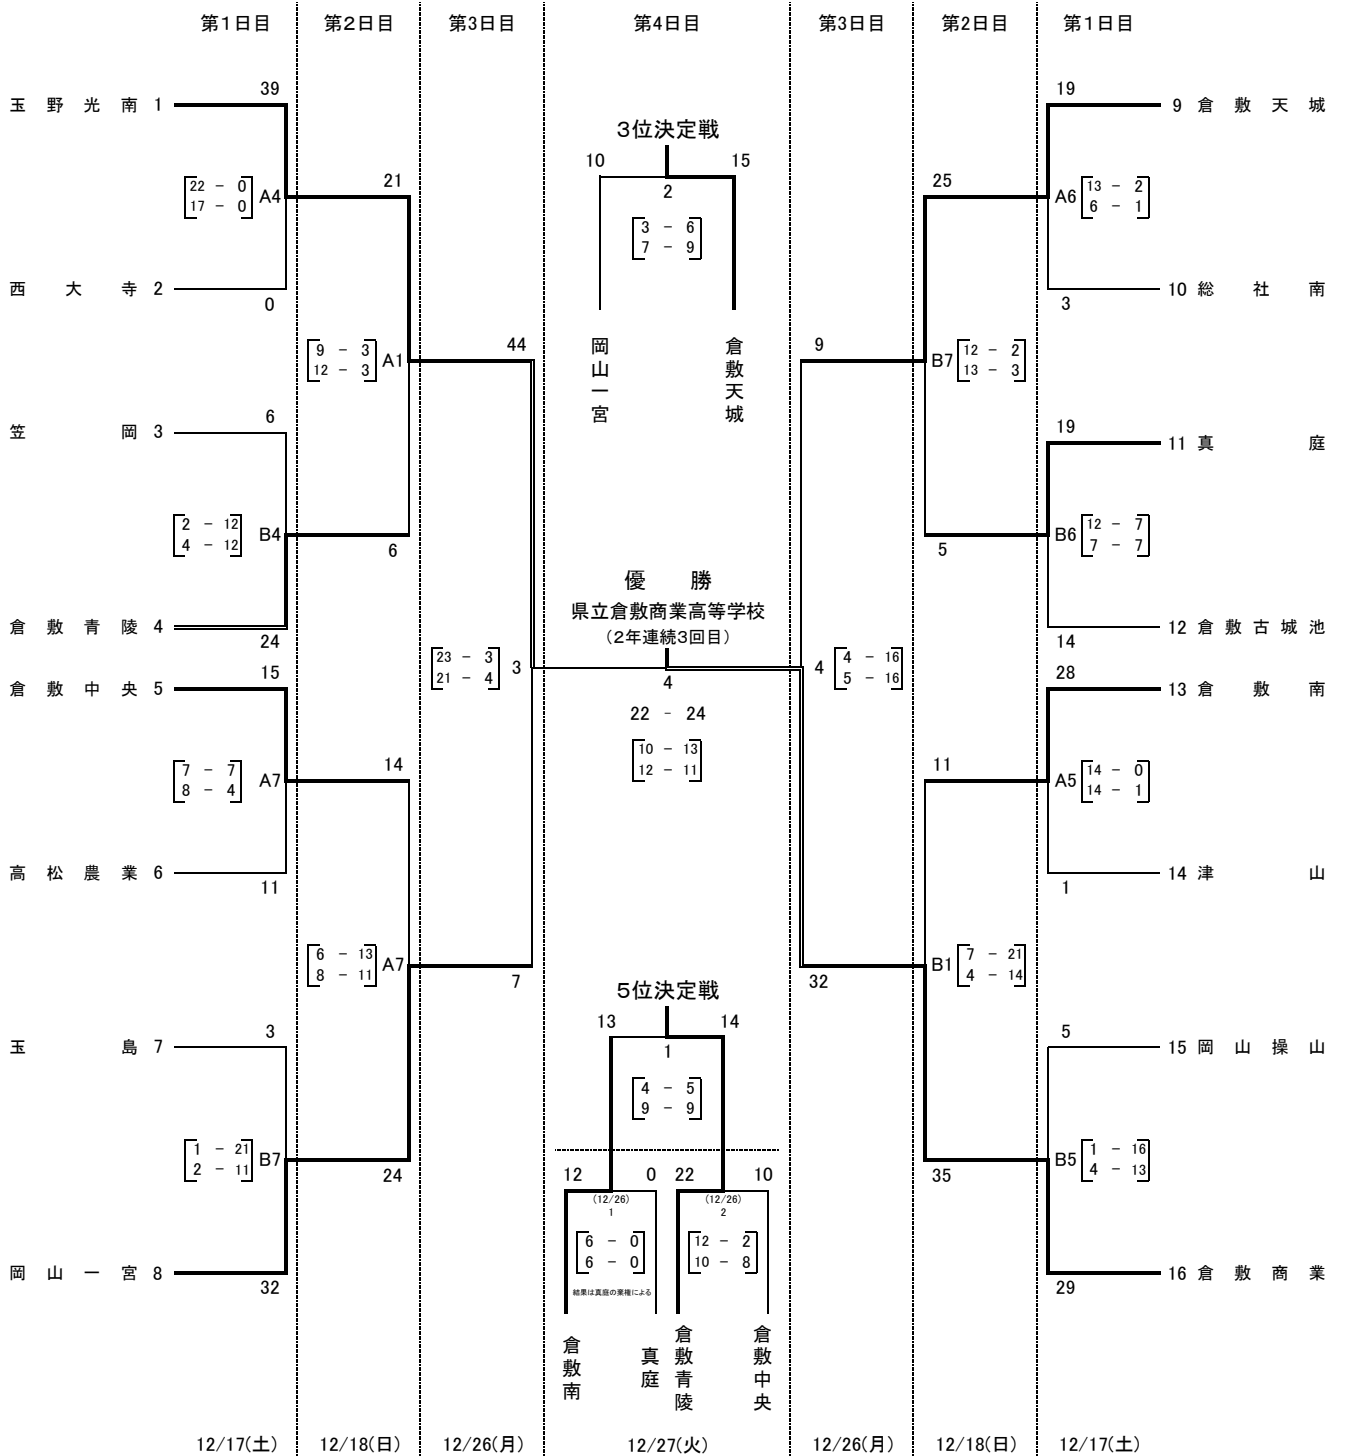 第１日目 第２日目 第3日目 第4日目 第3日目 第２日目 第１日目
39 19
玉野光南 1 9 倉敷天城
3位決定戦
10 15
21 25
22 - 0 A4 2 A6 13 - 2
17 - 0 6 - 1
3 - 6
7 - 9
西大寺 2 10 総社南
0 3
岡山一宮 倉敷天城
44 9
9 - 3 A1 B7 12 - 2
12 - 3 13 - 3
6 19
笠岡 3 11 真庭
2 - 12 B4 B6 12 - 7
4 - 12 7 - 7
6 5
優勝
県立倉敷商業高等学校
（2年連続3回目）
倉敷青陵 4 12 倉敷古城池
24 14
23 - 3 3 4 4 - 16
21 - 4 5 - 16
15 4 28
倉敷中央 5 13 倉敷南
22 - 24
10 - 13
12 - 11
14 11
7 - 7 A7 A5 14 - 0
8 - 4 14 - 1
高松農業 6 14 津山
11 1
6 - 13 A7 B1 7 - 21
8 - 11 4 - 14
7 32
5位決定戦
13 14
3 5
玉島 7 15 岡山操山
1
4 - 5
9 - 9
1 - 21 B7 B5 1 - 16
2 - 11 4 - 13
24 35
12 0 22 10
(12/26) (12/26)
1 2
6 - 0 12 - 2
6 - 0 10 - 8
岡山一宮 8 16 倉敷商業
32 29
結果は真庭の棄権による
倉敷南 真庭 倉敷青陵 倉敷中央
12/17(土) 12/18(日) 12/26(月) 12/27(火) 12/26(月) 12/18(日) 12/17(土)